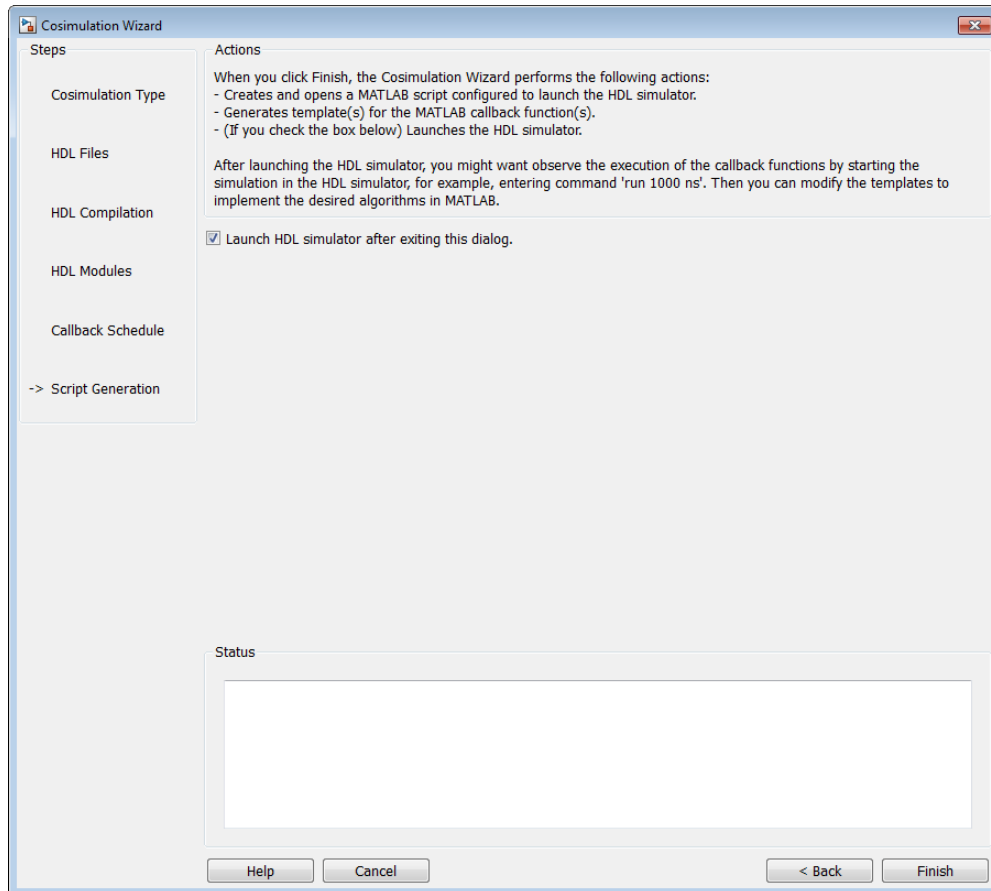 Cosimulation Wizard
Steps
Cosimulation Type
HDL Files
HDL Compilation
HDL Modules
Callback Schedule
-> Script Generation
Actions
When you click Finish, the Cosimulation Wizard performs the following actions:
- Creates and opens a MATLAB script configured to launch the HDL simulator.
- Generates template(s) for the MATLAB callback function(s).
- (If you check the box below) Launches the HDL simulator.
After launching the HDL simulator, you might want observe the execution of the callback functions by starting the
simulation in the HDL simulator, for example, entering command 'run 1000 ns'. Then you can modify the templates to
implement the desired algorithms in MATLAB.
Launch HDL simulator after exiting this dialog.
Status
Help Cancel < Back Finish